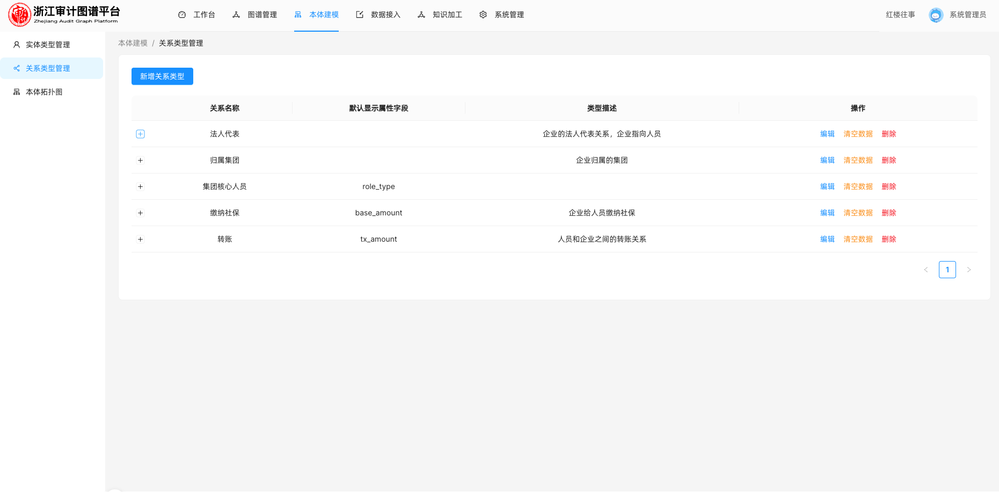 浙江审计图谱平台
Zhejiang Audit Graph Platform
工作台 图谱管理 本体建模 数据接入 知识加工 系统管理 红楼往事 系统管理员
实体类型管理
关系类型管理
本体拓扑图
本体建模 / 关系类型管理
新增关系类型
关系名称 默认显示属性字段 类型描述 操作
法人代表 企业的法人代表关系，企业指向人员 编辑 清空数据 删除
归属集团 企业归属的集团 编辑 清空数据 删除
集团核心人员 role_type 编辑 清空数据 删除
缴纳社保 base_amount 企业给人员缴纳社保 编辑 清空数据 删除
转账 tx_amount 人员和企业之间的转账关系 编辑 清空数据 删除
1